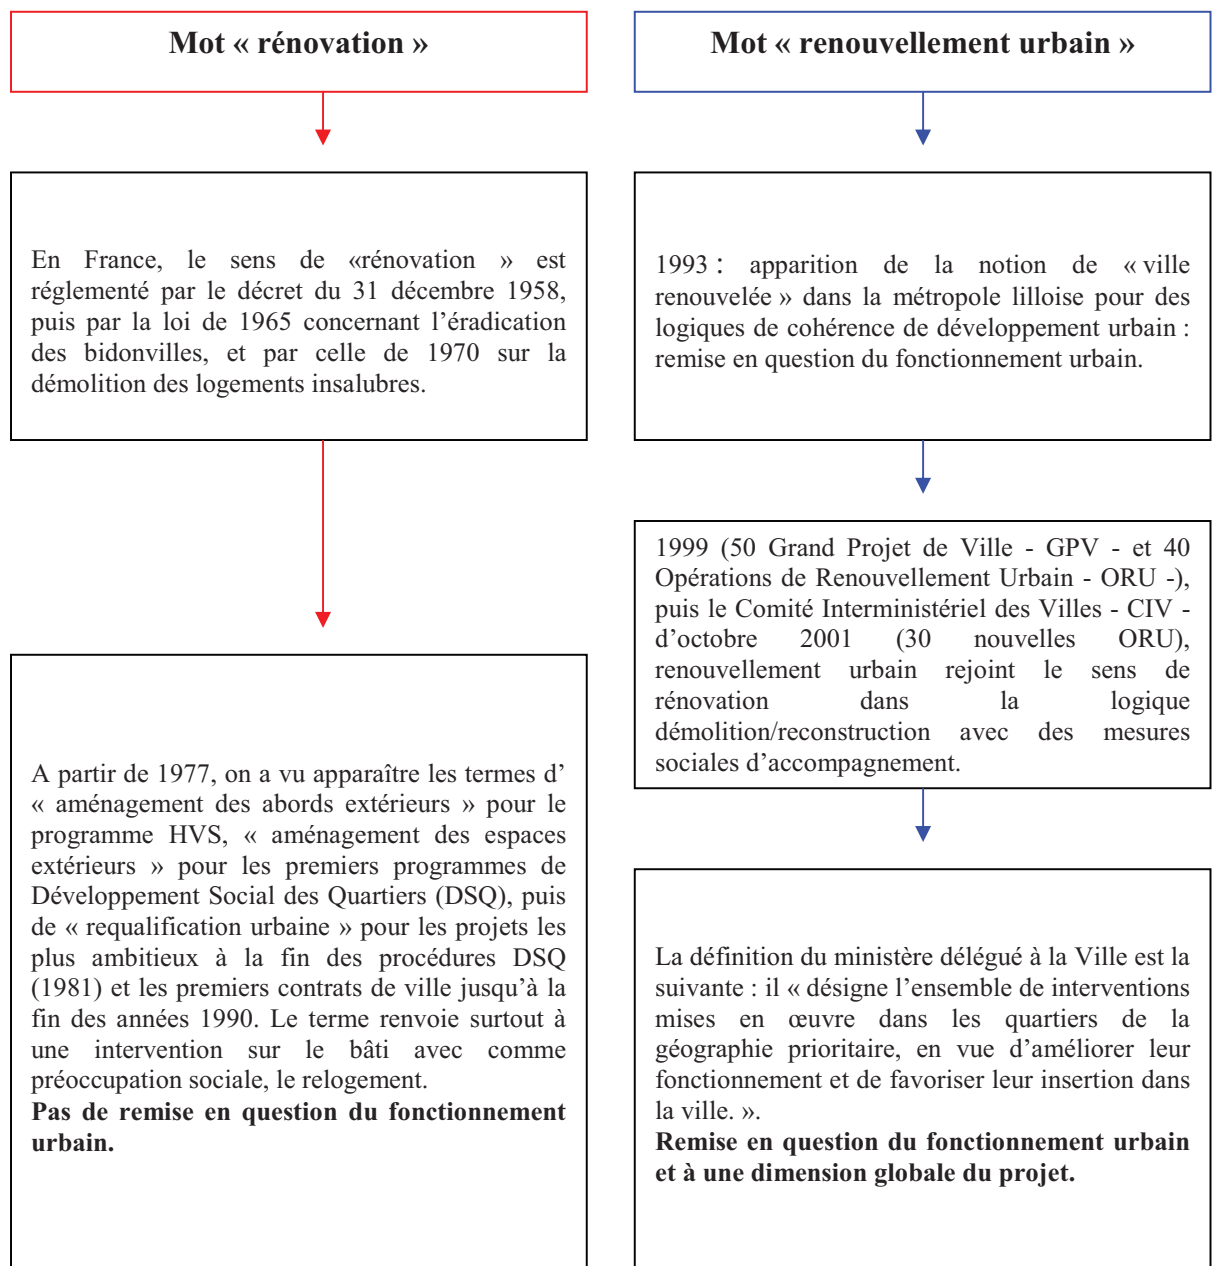 Mot « rénovation »
En France, le sens de «rénovation » est
réglementé par le décret du 31 décembre 1958,
puis par la loi de 1965 concernant l’éradication
des bidonvilles, et par celle de 1970 sur la
démolition des logements insalubres.
A partir de 1977, on a vu apparaître les termes d’
« aménagement des abords extérieurs » pour le
programme HVS, « aménagement des espaces
extérieurs » pour les premiers programmes de
Développement Social des Quartiers (DSQ), puis
de « requalification urbaine » pour les projets les
plus ambitieux à la fin des procédures DSQ
(1981) et les premiers contrats de ville jusqu’à la
fin des années 1990. Le terme renvoie surtout à
une intervention sur le bâti avec comme
préoccupation sociale, le relogement.
Pas de remise en question du fonctionnement
urbain.
Mot « renouvellement urbain »
1993 : apparition de la notion de « ville
renouvelée » dans la métropole lilloise pour des
logiques de cohérence de développement urbain :
remise en question du fonctionnement urbain.
1999 (50 Grand Projet de Ville - GPV - et 40
Opérations de Renouvellement Urbain - ORU -),
puis le Comité Interministériel des Villes - CIV -
d’octobre 2001 (30 nouvelles ORU),
renouvellement urbain rejoint le sens de
rénovation dans la logique
démolition/reconstruction avec des mesures
sociales d’accompagnement.
La définition du ministère délégué à la Ville est la
suivante : il « désigne l’ensemble de interventions
mises en œuvre dans les quartiers de la
géographie prioritaire, en vue d’améliorer leur
fonctionnement et de favoriser leur insertion dans
la ville. ».
Remise en question du fonctionnement urbain
et à une dimension globale du projet.